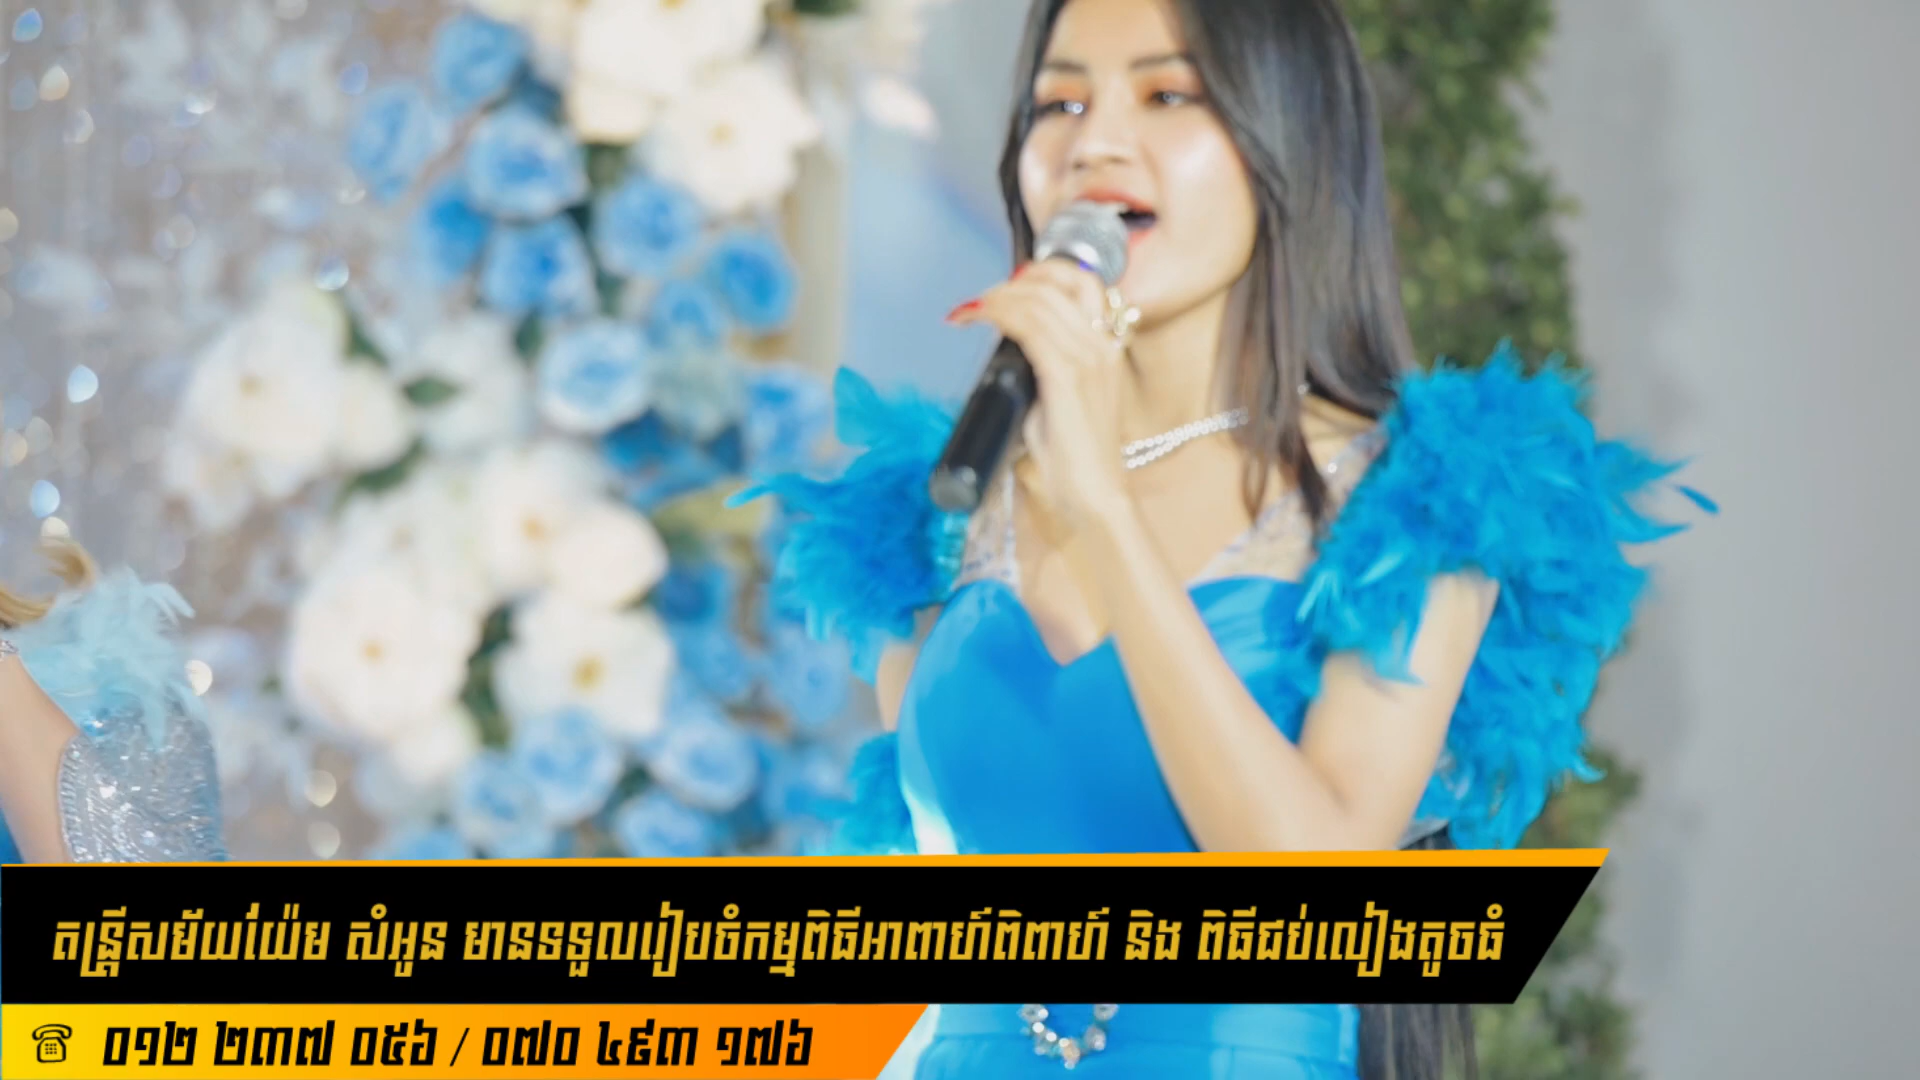 តន្ត្រីសម័យយ៉ែម សំអូន មានទទួលរៀបចំកម្មពិធីអាពាហ៍ពិពាហ៍ និង ពិធីជប់លៀងតូចធំ
០១២ ២៣៧ ០៥៦ / ០៧០ ៤៩៣ ១៧៦